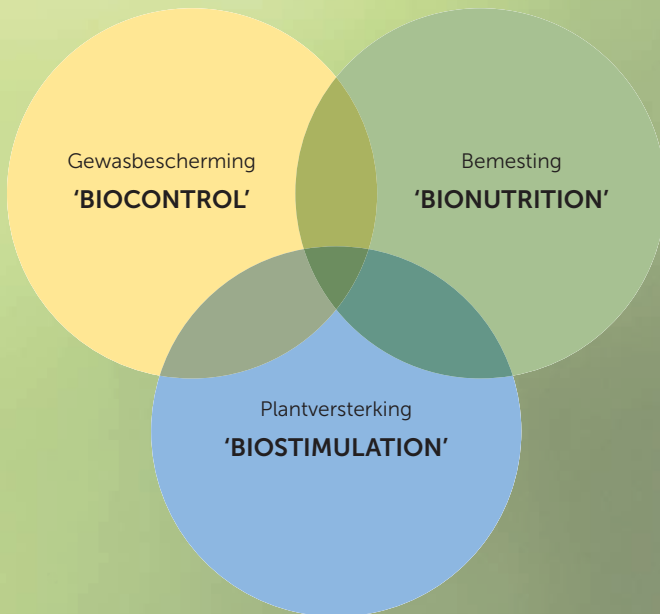 Gewasbescherming
‘BIOCONTROL’
Bemesting
‘BIONUTRITION’
Plantversterking
‘BIOSTIMULATION’